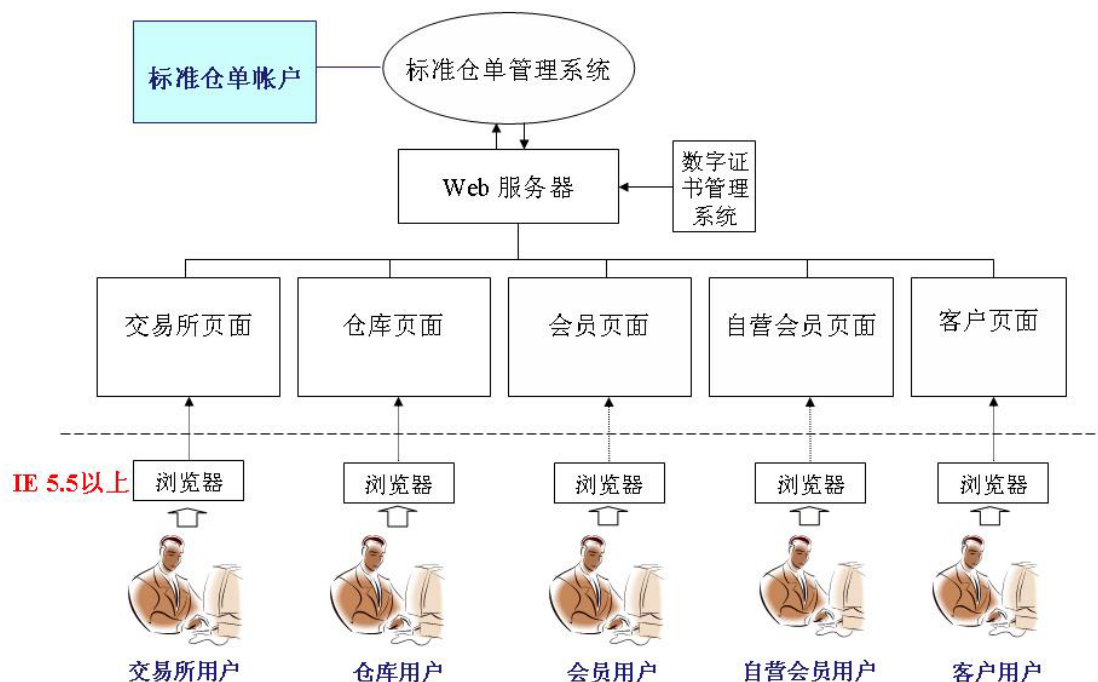 标准仓单帐户
标准仓单管理系统
Web 服务器
数字证
书管理
系统
交易所页面
仓库页面
会员页面
自营会员页面
客户页面
IE 5.5以上
浏览器
浏览器
浏览器
浏览器
浏览器
交易所用户
仓库用户
会员用户
自营会员用户
客户用户